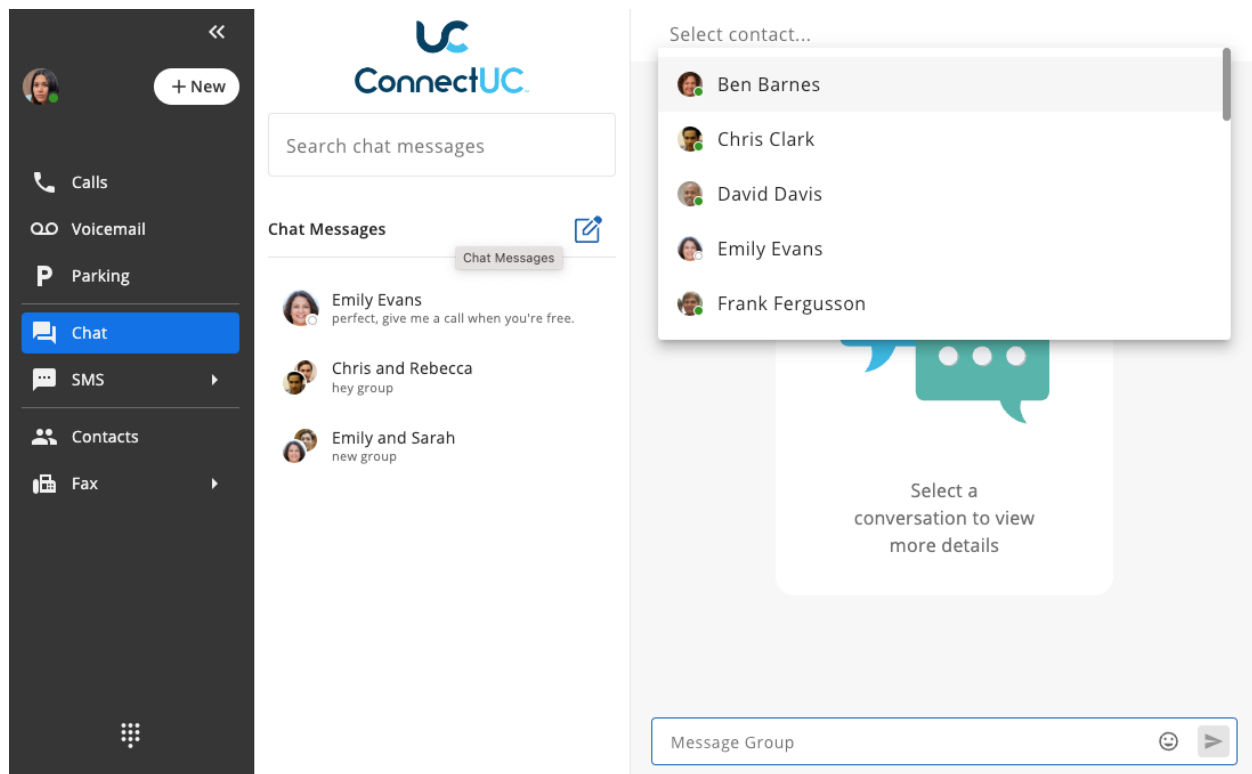 + New
Calls
Voicemail
P Parking
Chat
SMS
Contacts
Fax
UC
ConnectUC
Search chat messages
Chat Messages
Chat Messages
Emily Evans
perfect, give me a call when you're free.
Chris and Rebecca
hey group
Emily and Sarah
new group
Select contact...
Ben Barnes
Chris Clark
David Davis
Emily Evans
Frank Fergusson
Select a
conversation to view
more details
Message Group